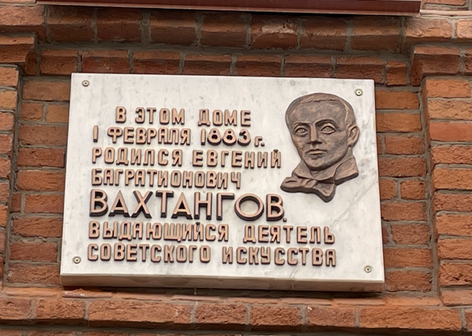 В ЭТОМ ДОМЕ
1 ФЕВРАЛЯ 1883 г.
РОДИЛСЯ ЕВГЕНИЙ
БАГРАТИОНОВИЧ
ВАХТАНГОВ.
ВЫДАЮЩИЙСЯ ДЕЯТЕЛЬ
СОВЕТСКОГО ИСКУССТВА